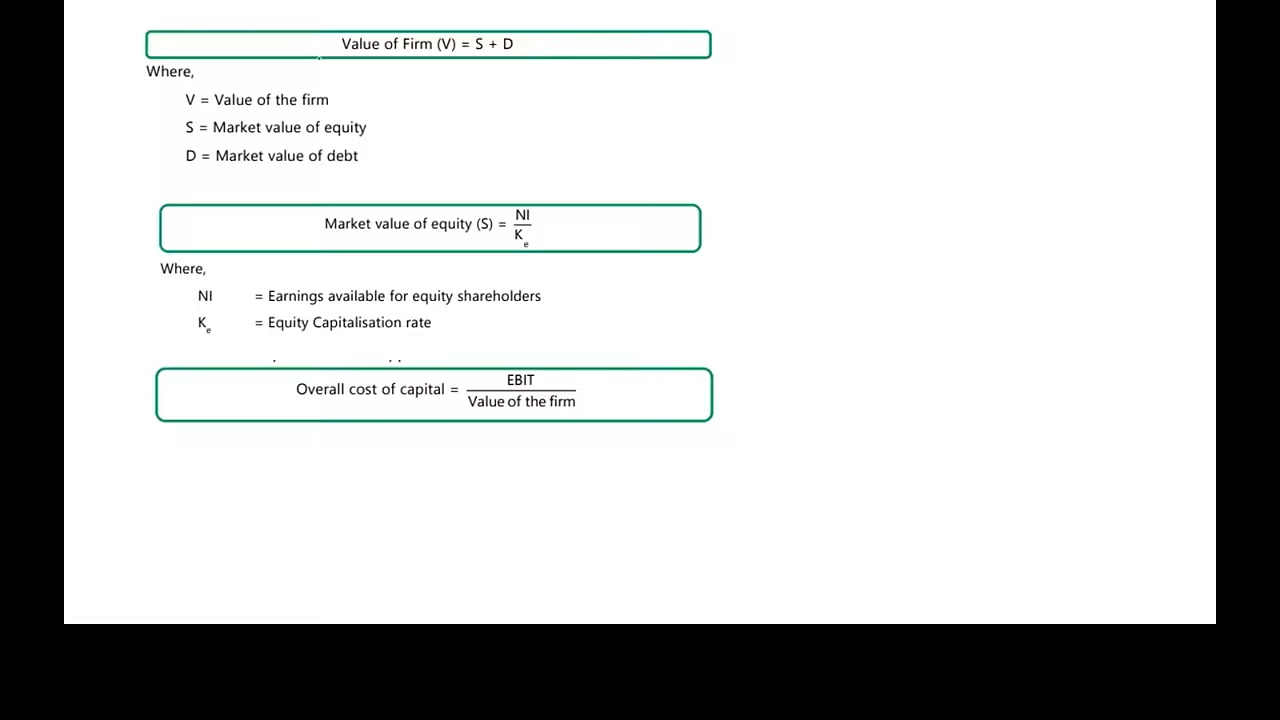 Value of Firm (V) = S + D
Where,
V = Value of the firm
S = Market value of equity
D = Market value of debt
Market value of equity (S) = NI / Ke
Where,
NI = Earnings available for equity shareholders
Ke = Equity Capitalisation rate
Overall cost of capital = EBIT / Value of the firm